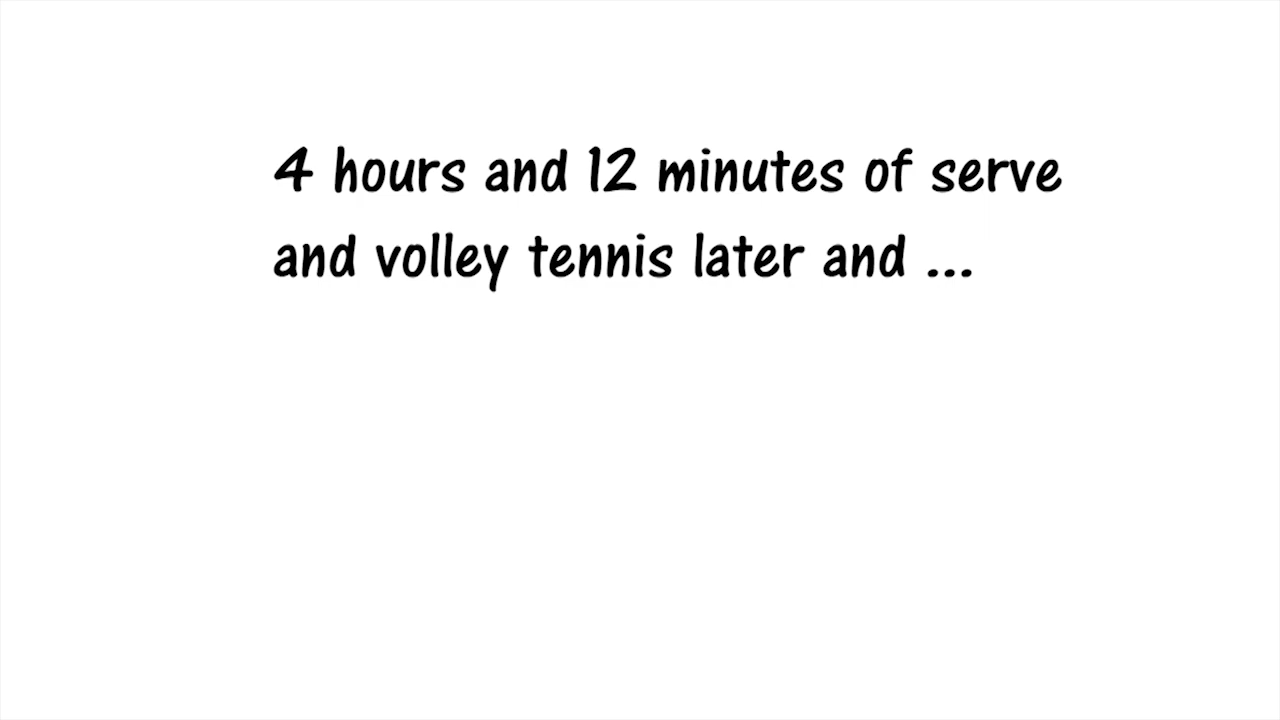 4 hours and 12 minutes of serve
and volley tennis later and ...